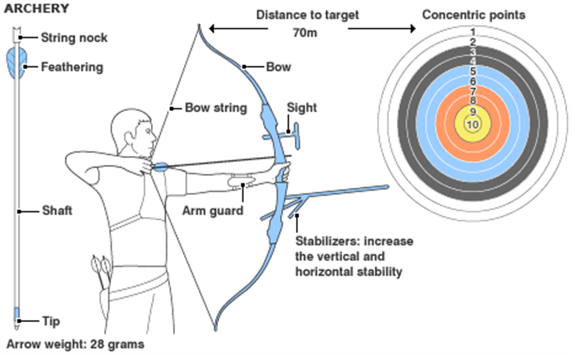 ARCHERY
String nock
Feathering
Shaft
Tip
Arrow weight: 28 grams
Distance to target
70m
Bow
Bow string
Sight
Arm guard
Stabilizers: increase
the vertical and
horizontal stability
Concentric points
1
2
3
4
5
6
7
8
9
10